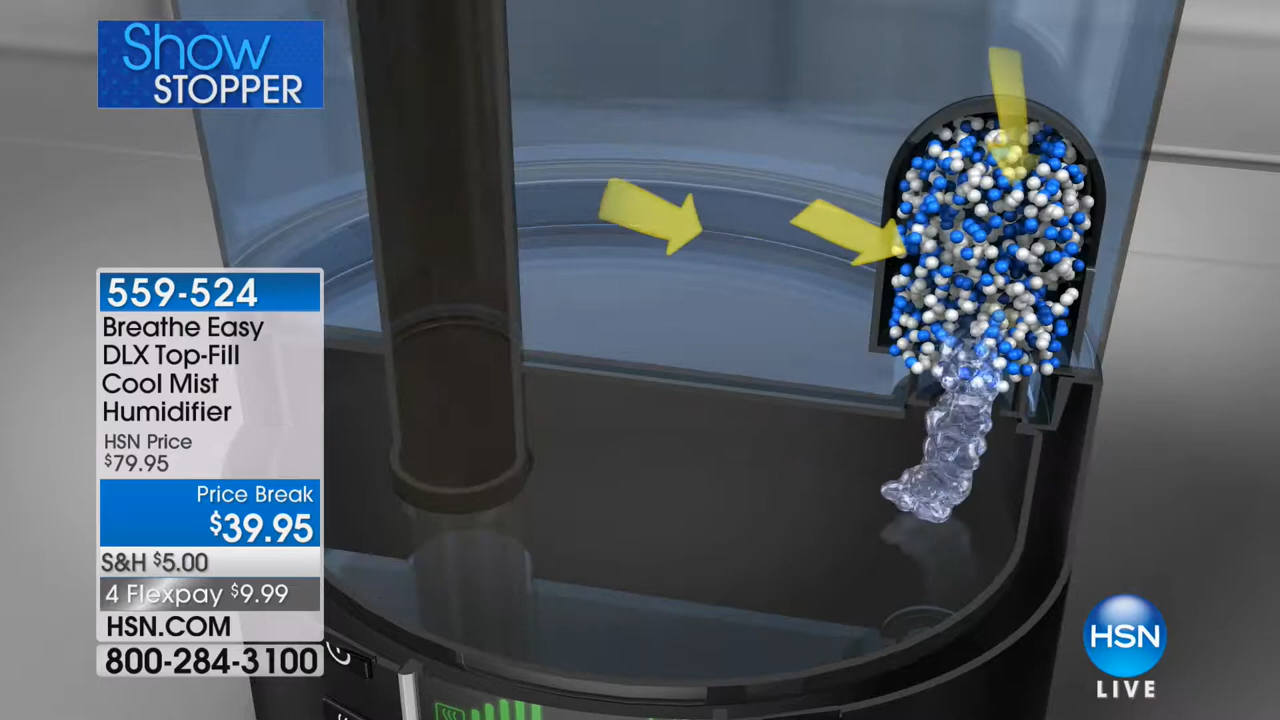 Show
STOPPER
559-524
Breathe Easy
DLX Top-Fill
Cool Mist
Humidifier
HSN Price
$79.95
Price Break
$39.95
S&H $5.00
4 Flexpay $9.99
HSN.COM
800-284-3100
HSN
LIVE